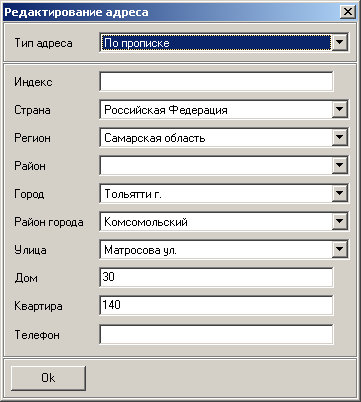 Редактирование адреса
Тип адреса По прописке
Индекс
Страна Российская Федерация
Регион Самарская область
Район
Город Тольятти г.
Район города Комсомольский
Улица Матросова ул.
Дом 30
Квартира 140
Телефон
Ok